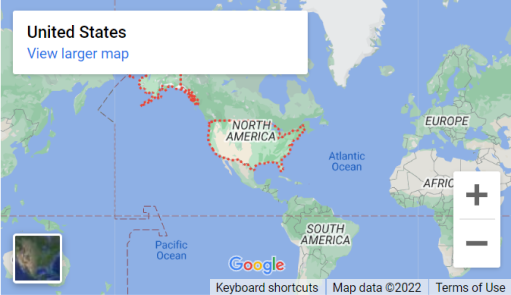 United States
View larger map
NORTH
AMERICA
EUROPE
Atlantic
Ocean
AFRIC
SOUTH
AMERICA
Pacific
Ocean
Google
Keyboard shortcuts
Map data ©2022
Terms of Use